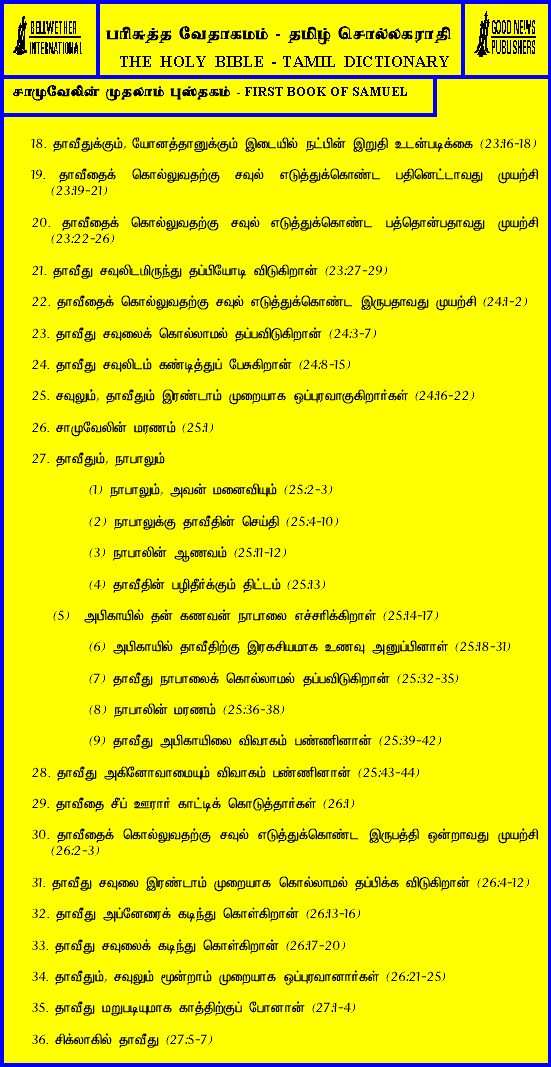 BELLWETHER
INTERNATIONAL
பரிசுத்த வேதாகமம் - தமிழ் சொல்லகராதி
THE HOLY BIBLE - TAMIL DICTIONARY
GOOD NEWS
PUBLISHERS
சாமுவேலின் முதலாம் புஸ்தகம் - FIRST BOOK OF SAMUEL
18. தாவீதுக்கும், யோனத்தானுக்கும் இடையில் நட்பின் இறுதி உடன்படிக்கை (23:16-18)
19. தாவீதைக் கொல்லுவதற்கு சவுல் எடுத்துக்கொண்ட பதினெட்டாவது முயற்சி
(23:19-21)
20. தாவீதைக் கொல்லுவதற்கு சவுல் எடுத்துக்கொண்ட பத்தொன்பதாவது முயற்சி
(23:22-26)
21. தாவீது சவுலிடமிருந்து தப்பியோடி விடுகிறான் (23:27-29)
22. தாவீதைக் கொல்லுவதற்கு சவுல் எடுத்துக்கொண்ட இருபதாவது முயற்சி (24:1-2)
23. தாவீது சவுலைக் கொல்லாமல் தப்பவிடுகிறான் (24:3-7)
24. தாவீது சவுலிடம் கண்டித்துப் பேசுகிறான் (24:8-15)
25. சவுலும், தாவீதும் இரண்டாம் முறையாக ஒப்புரவாகுகிறார்கள் (24:16-22)
26. சாமுவேலின் மரணம் (25:1)
27. தாவீதும், நாபாலும்
(1) நாபாலும், அவன் மனைவியும் (25:2-3)
(2) நாபாலுக்கு தாவீதின் செய்தி (25:4-10)
(3) நாபாலின் ஆணவம் (25:11-12)
(4) தாவீதின் பழிதீர்க்கும் திட்டம் (25:13)
(5) அபிகாயில் தன் கணவன் நாபாலை எச்சரிக்கிறாள் (25:14-17)
(6) அபிகாயில் தாவீதிற்கு இரகசியமாக உணவு அனுப்பினாள் (25:18-31)
(7) தாவீது நாபாலைக் கொல்லாமல் தப்பவிடுகிறான் (25:32-35)
(8) நாபாலின் மரணம் (25:36-38)
(9) தாவீது அபிகாயிலை விவாகம் பண்ணினான் (25:39-42)
28. தாவீது அகினோவாமையும் விவாகம் பண்ணினான் (25:43-44)
29. தாவீதை சீப் ஊரார் காட்டிக் கொடுத்தார்கள் (26:1)
30. தாவீதைக் கொல்லுவதற்கு சவுல் எடுத்துக்கொண்ட இருபத்தி ஒன்றாவது முயற்சி
(26:2-3)
31. தாவீது சவுலை இரண்டாம் முறையாக கொல்லாமல் தப்பிக்க விடுகிறான் (26:4-12)
32. தாவீது அப்னேரைக் கடிந்து கொள்கிறான் (26:13-16)
33. தாவீது சவுலைக் கடிந்து கொள்கிறான் (26:17-20)
34. தாவீதும், சவுலும் மூன்றாம் முறையாக ஒப்புரவானார்கள் (26:21-25)
35. தாவீது மறுபடியுமாக காத்திற்குப் போனான் (27:1-4)
36. சிக்லாகில் தாவீது (27:5-7)